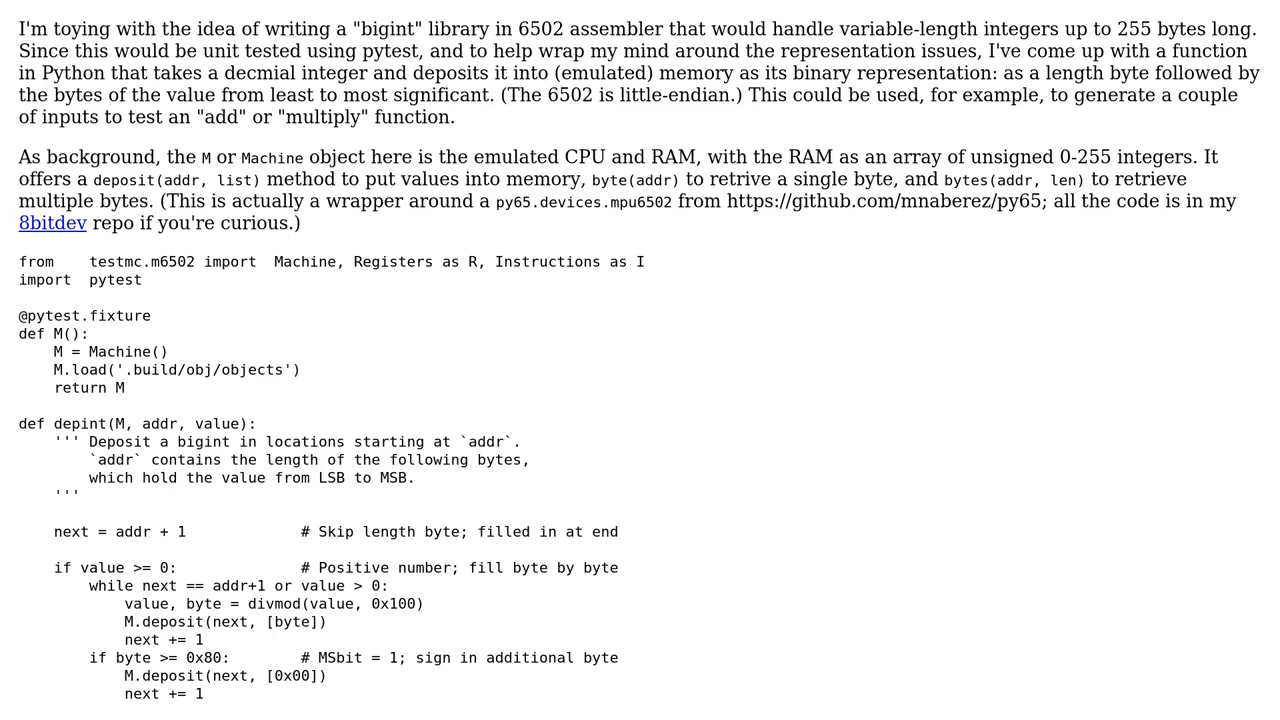 I'm toying with the idea of writing a "bigint" library in 6502 assembler that would handle variable-length integers up to 255 bytes long.
Since this would be unit tested using pytest, and to help wrap my mind around the representation issues, I've come up with a function
in Python that takes a decmial integer and deposits it into (emulated) memory as its binary representation: as a length byte followed by
the bytes of the value from least to most significant. (The 6502 is little-endian.) This could be used, for example, to generate a couple
of inputs to test an "add" or "multiply" function.
As background, the M or Machine object here is the emulated CPU and RAM, with the RAM as an array of unsigned 0-255 integers. It
offers a deposit(addr, list) method to put values into memory, byte(addr) to retrive a single byte, and bytes(addr, len) to retrieve
multiple bytes. (This is actually a wrapper around a py65.devices.mpu6502 from https://github.com/mnaberez/py65; all the code is in my
8bitdev repo if you're curious.)
from    testmc.m6502 import  Machine, Registers as R, Instructions as I
import  pytest
@pytest.fixture
def M():
    M = Machine()
    M.load('.build/obj/objects')
    return M
def depint(M, addr, value):
    ''' Deposit a bigint in locations starting at `addr`.
        `addr` contains the length of the following bytes,
        which hold the value from LSB to MSB.
    '''
    next = addr + 1             # Skip length byte; filled in at end
    if value >= 0:              # Positive number; fill byte by byte
        while next == addr+1 or value > 0:
            value, byte = divmod(value, 0x100)
            M.deposit(next, [byte])
            next += 1
        if byte >= 0x80:        # MSbit = 1; sign in additional byte
            M.deposit(next, [0x00])
            next += 1